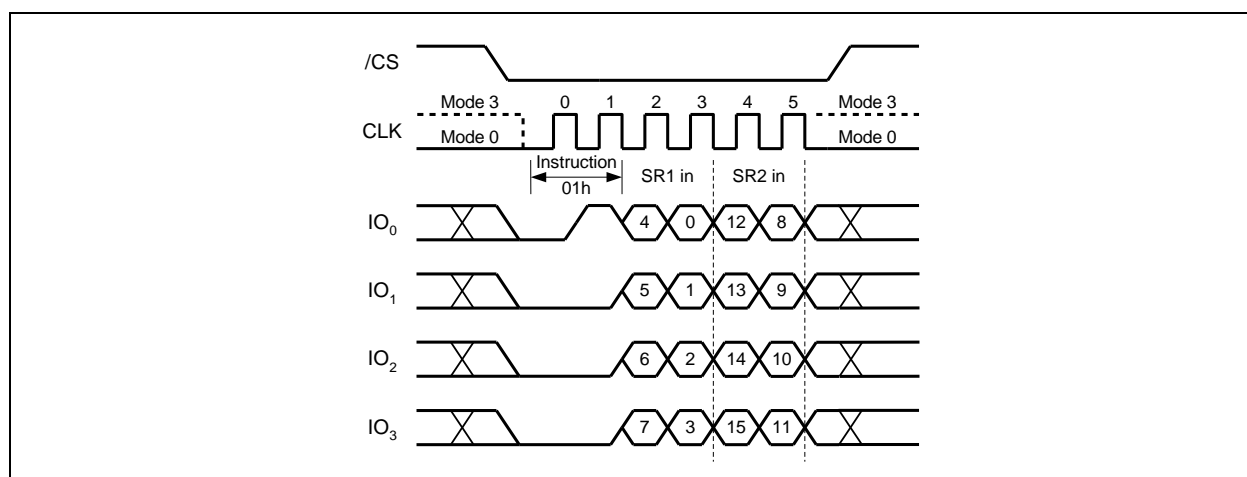 /CS
Mode 3 0 1 2 3 4 5 Mode 3
CLK Mode 0 Mode 0
Instruction
01h SR1 in SR2 in
IO0 4 0 12 8
IO1 5 1 13 9
IO2 6 2 14 10
IO3 7 3 15 11